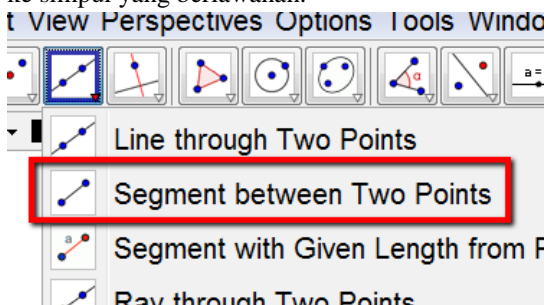 ke simpul yang berlawanan.
t View Perspectives Options Tools Windo
a =
Line through Two Points
Segment between Two Points
a
Segment with Given Length from P
Ray through Two Points